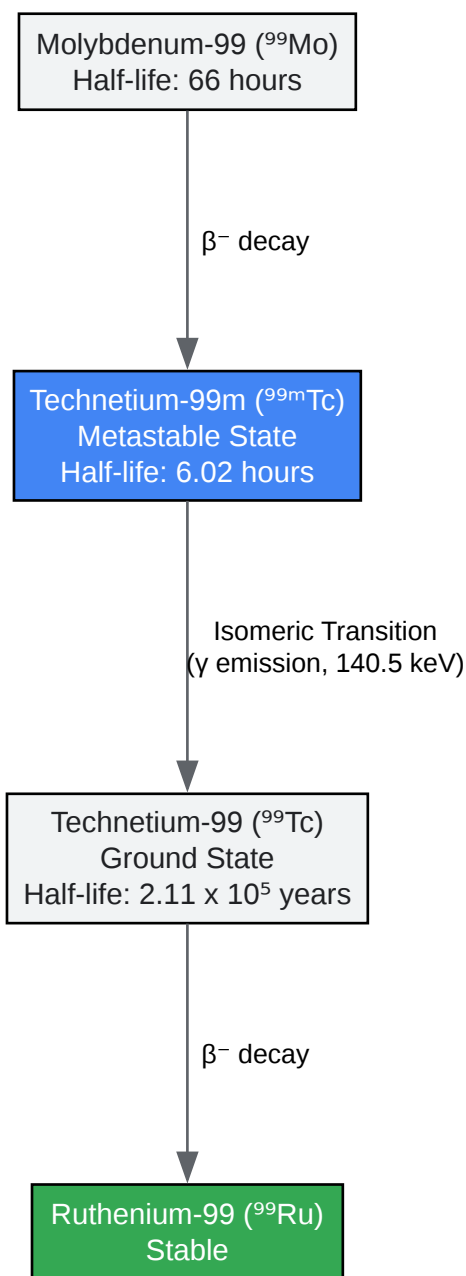 Molybdenum-99 (⁹⁹Mo)
Half-life: 66 hours
β⁻ decay
Technetium-99m (⁹⁹ᵐTc)
Metastable State
Half-life: 6.02 hours
Isomeric Transition
(γ emission, 140.5 keV)
Technetium-99 (⁹⁹Tc)
Ground State
Half-life: 2.11 x 10⁵ years
β⁻ decay
Ruthenium-99 (⁹⁹Ru)
Stable